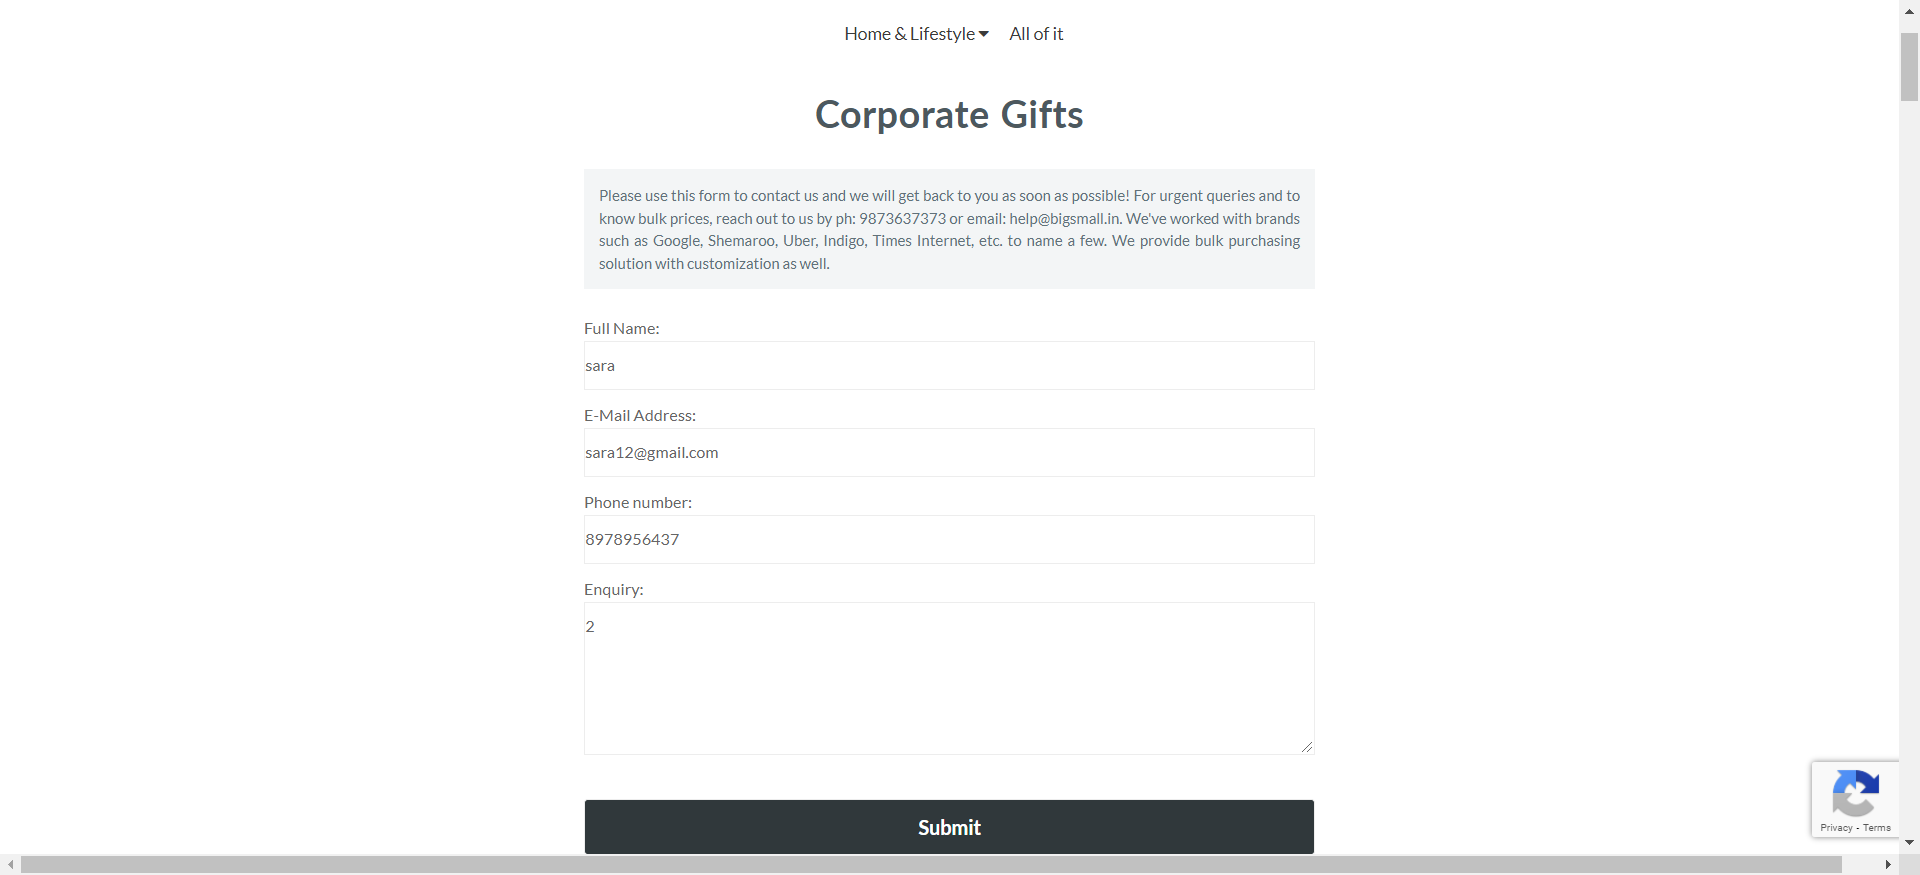 Home & Lifestyle All of it
Corporate Gifts
Please use this form to contact us and we will get back to you as soon as possible! For urgent queries and to
know bulk prices, reach out to us by ph: 9873637373 or email: help@bigsmall.in. We've worked with brands
such as Google, Shemaroo, Uber, Indigo, Times Internet, etc. to name a few. We provide bulk purchasing
solution with customization as well.
Full Name:
sara
E-Mail Address:
sara12@gmail.com
Phone number:
8978956437
Enquiry:
2
Submit
Privacy - Terms